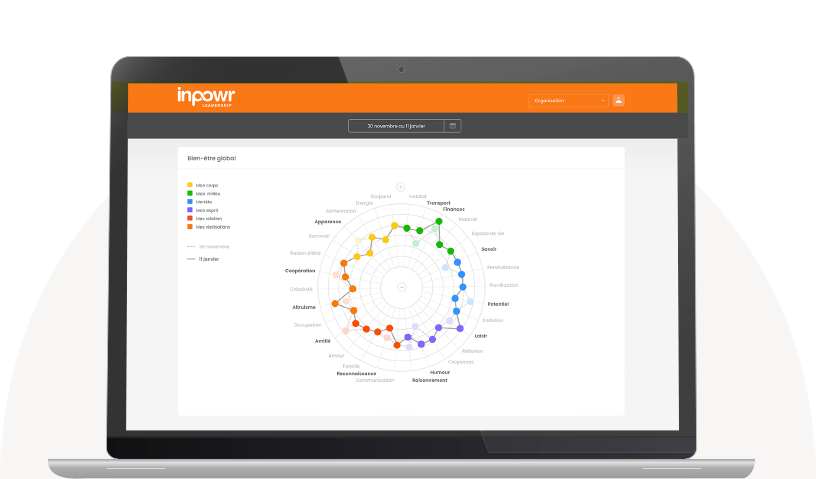 inpowr
LEADERSHIP
Organisation
30 novembre au 11 janvier
Bien-être global
Mon corps
Mon milieu
Ma tête
Mon esprit
Mes relation
Mes réalisations
30 novembre
11 janvier
Corporel
Habitat
Énergie
Transport
Finances
Alimentation
Matériel
Apparence
Espace de vie
Sommeil
Savoir
Raison d'être
Persévérance
Coopération
Planification
Créativité
Potentiel
Altruisme
Ambition
Occupation
Loisir
Amitié
Réflexion
Amour
Croyances
Famille
Humour
Reconnaissance
Raisonnement
Communication